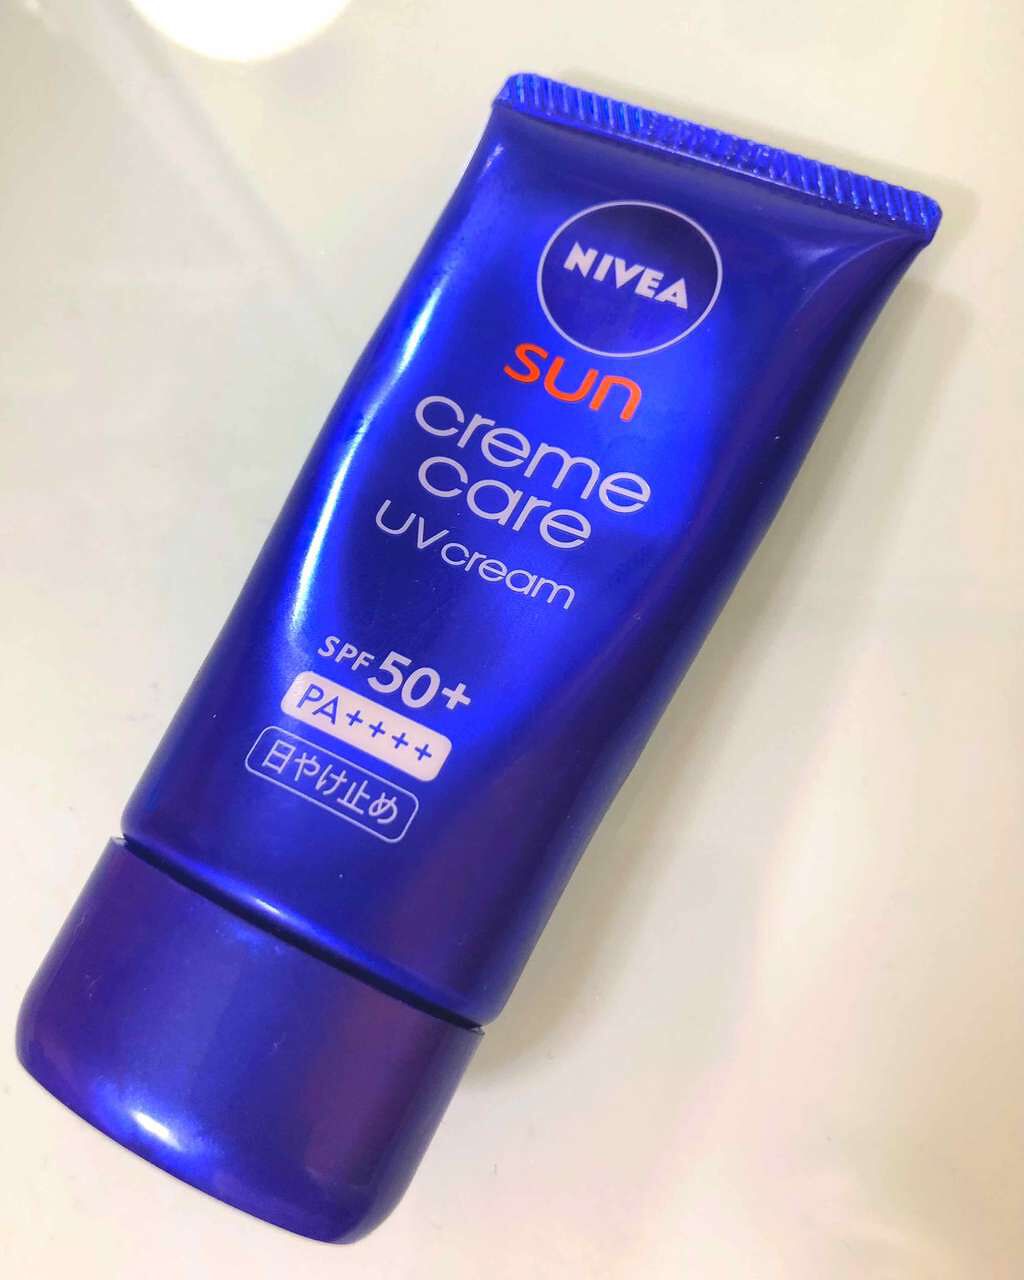 NIVEA
sun
creme
care
UV cream
SPF 50+
PA++++
日やけ止め